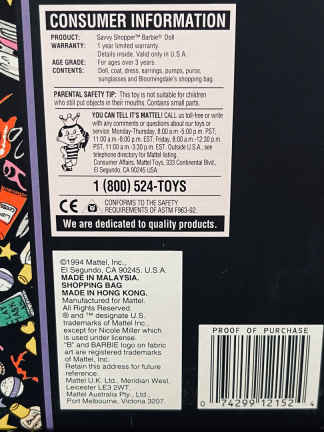 CONSUMER INFORMATION
PRODUCT: Savvy Shopper™ Barbie® Doll
WARRANTY: 1 year limited warranty.
Details inside. Valid only in U.S.A.
AGE GRADE: For ages over 3 years.
CONTENTS: Doll, coat, dress, earrings, pumps, purse,
sunglasses and Bloomingdale's shopping bag.
PARENTAL SAFETY TIP: This toy is not suitable for children
who still put objects in their mouths. Contains small parts.
YOU CAN TELL IT'S MATTEL! CALL us toll-free or write
with any comments or questions about our toys or
service. Monday-Thursday, 8:00 a.m.-5:00 p.m. PST,
11:00 a.m.-8:00 p.m. EST, Friday, 8:00 a.m.-12:30 p.m.
PST, 11:00 a.m.-3:30 p.m. EST. Outside U.S.A., see
telephone directory for Mattel listing.
Consumer Affairs, Mattel Toys, 333 Continental Blvd.,
El Segundo, CA 90245 USA
1 (800) 524-TOYS
CE CONFORMS TO THE SAFETY
REQUIREMENTS OF ASTM F963-92
We are dedicated to quality products.
©1994 Mattel, Inc.,
El Segundo, CA 90245. U.S.A.
MADE IN MALAYSIA.
SHOPPING BAG
MADE IN HONG KONG.
Manufactured for Mattel.
All Rights Reserved.
® and ™ designate U.S.
trademarks of Mattel, Inc.,
except for Nicole Miller which
is used under license.
"B" and BARBIE logo on fabric
art are registered trademarks
of Mattel, Inc.
Retain this address for future
reference.
Mattel U.K. Ltd., Meridian West,
Leicester LE3 2WT.
Mattel Australia Pty., Ltd.,
Port Melbourne, Victoria 3207.
PROOF OF PURCHASE
0 74299 12152 4